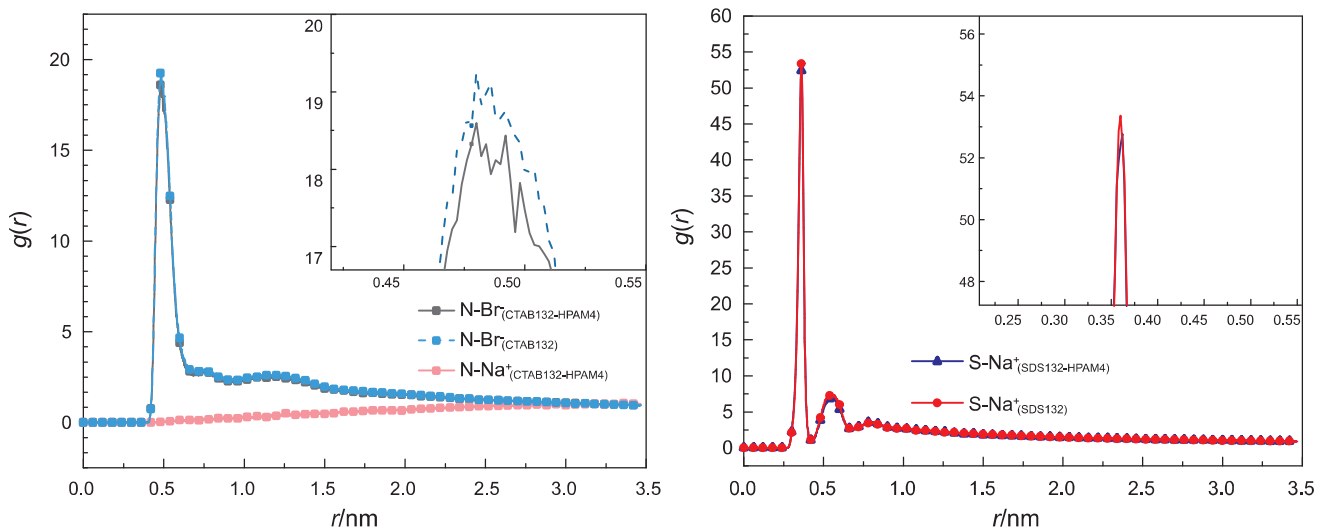 20
15
10
5
0
g(r)
0.0 0.5 1.0 1.5 2.0 2.5 3.0 3.5
r/nm
20
19
18
17
0.45 0.50 0.55
N-Br⁻(CTAB132-HPAM4)
N-Br⁻(CTAB132)
N-Na⁺(CTAB132-HPAM4)
60
55
50
45
40
35
30
25
20
15
10
5
0
g(r)
0.0 0.5 1.0 1.5 2.0 2.5 3.0 3.5
r/nm
56
54
52
50
48
0.25 0.30 0.35 0.40 0.45 0.50 0.55
S-Na⁺(SDS132-HPAM4)
S-Na⁺(SDS132)